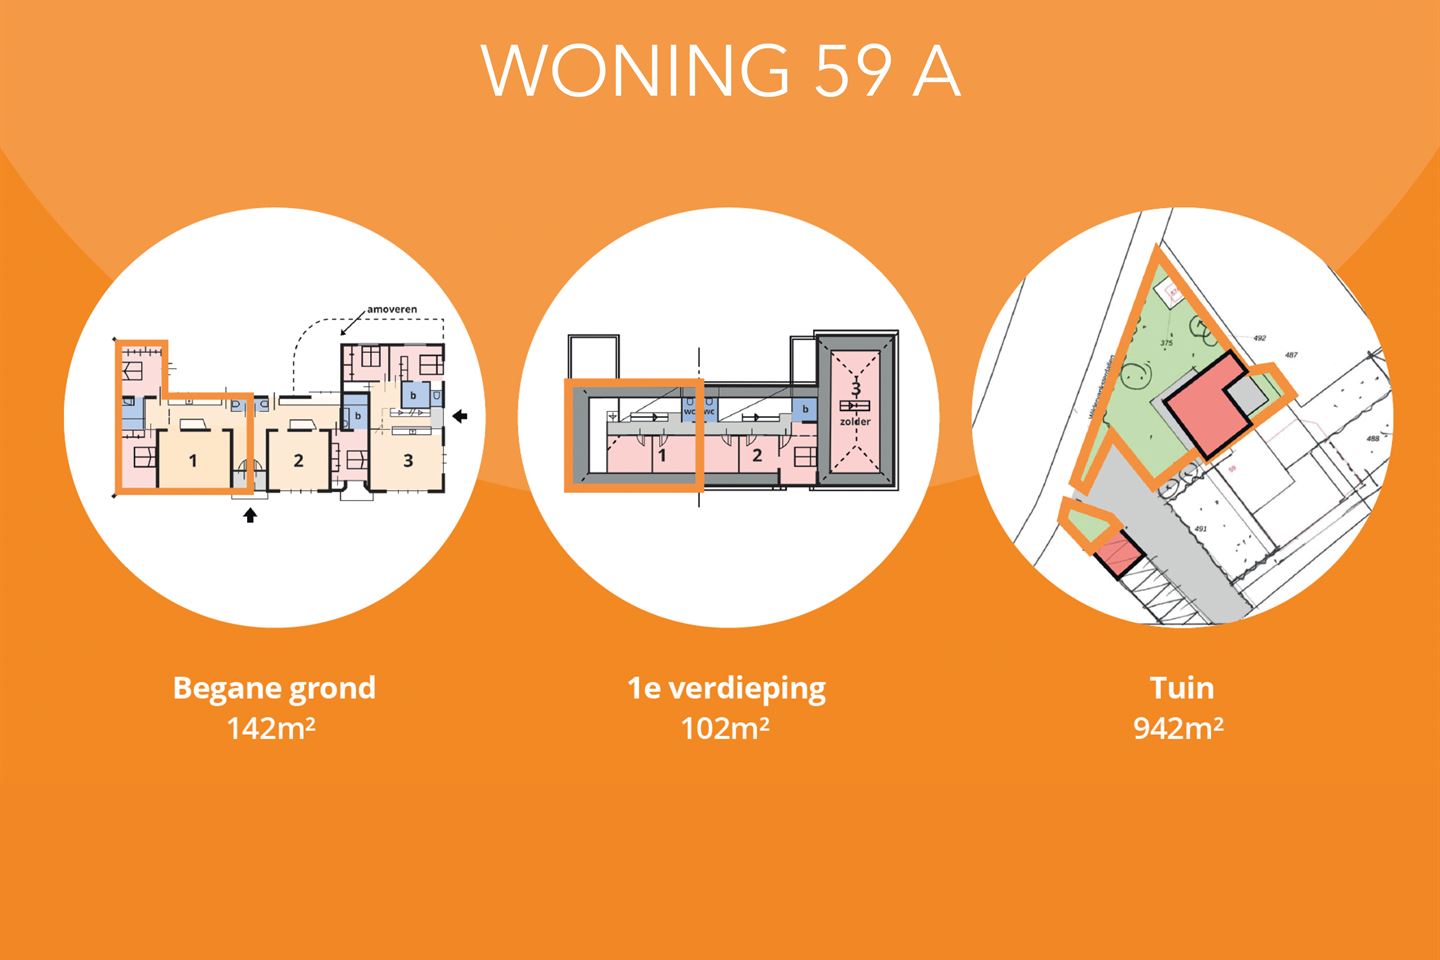 WONING 59 A
amoveren
b
b
1
2
3
wc
wc
b
1
2
3
zolder
375
492
487
488
59
491
Begane grond
142m²
1e verdieping
102m²
Tuin
942m²